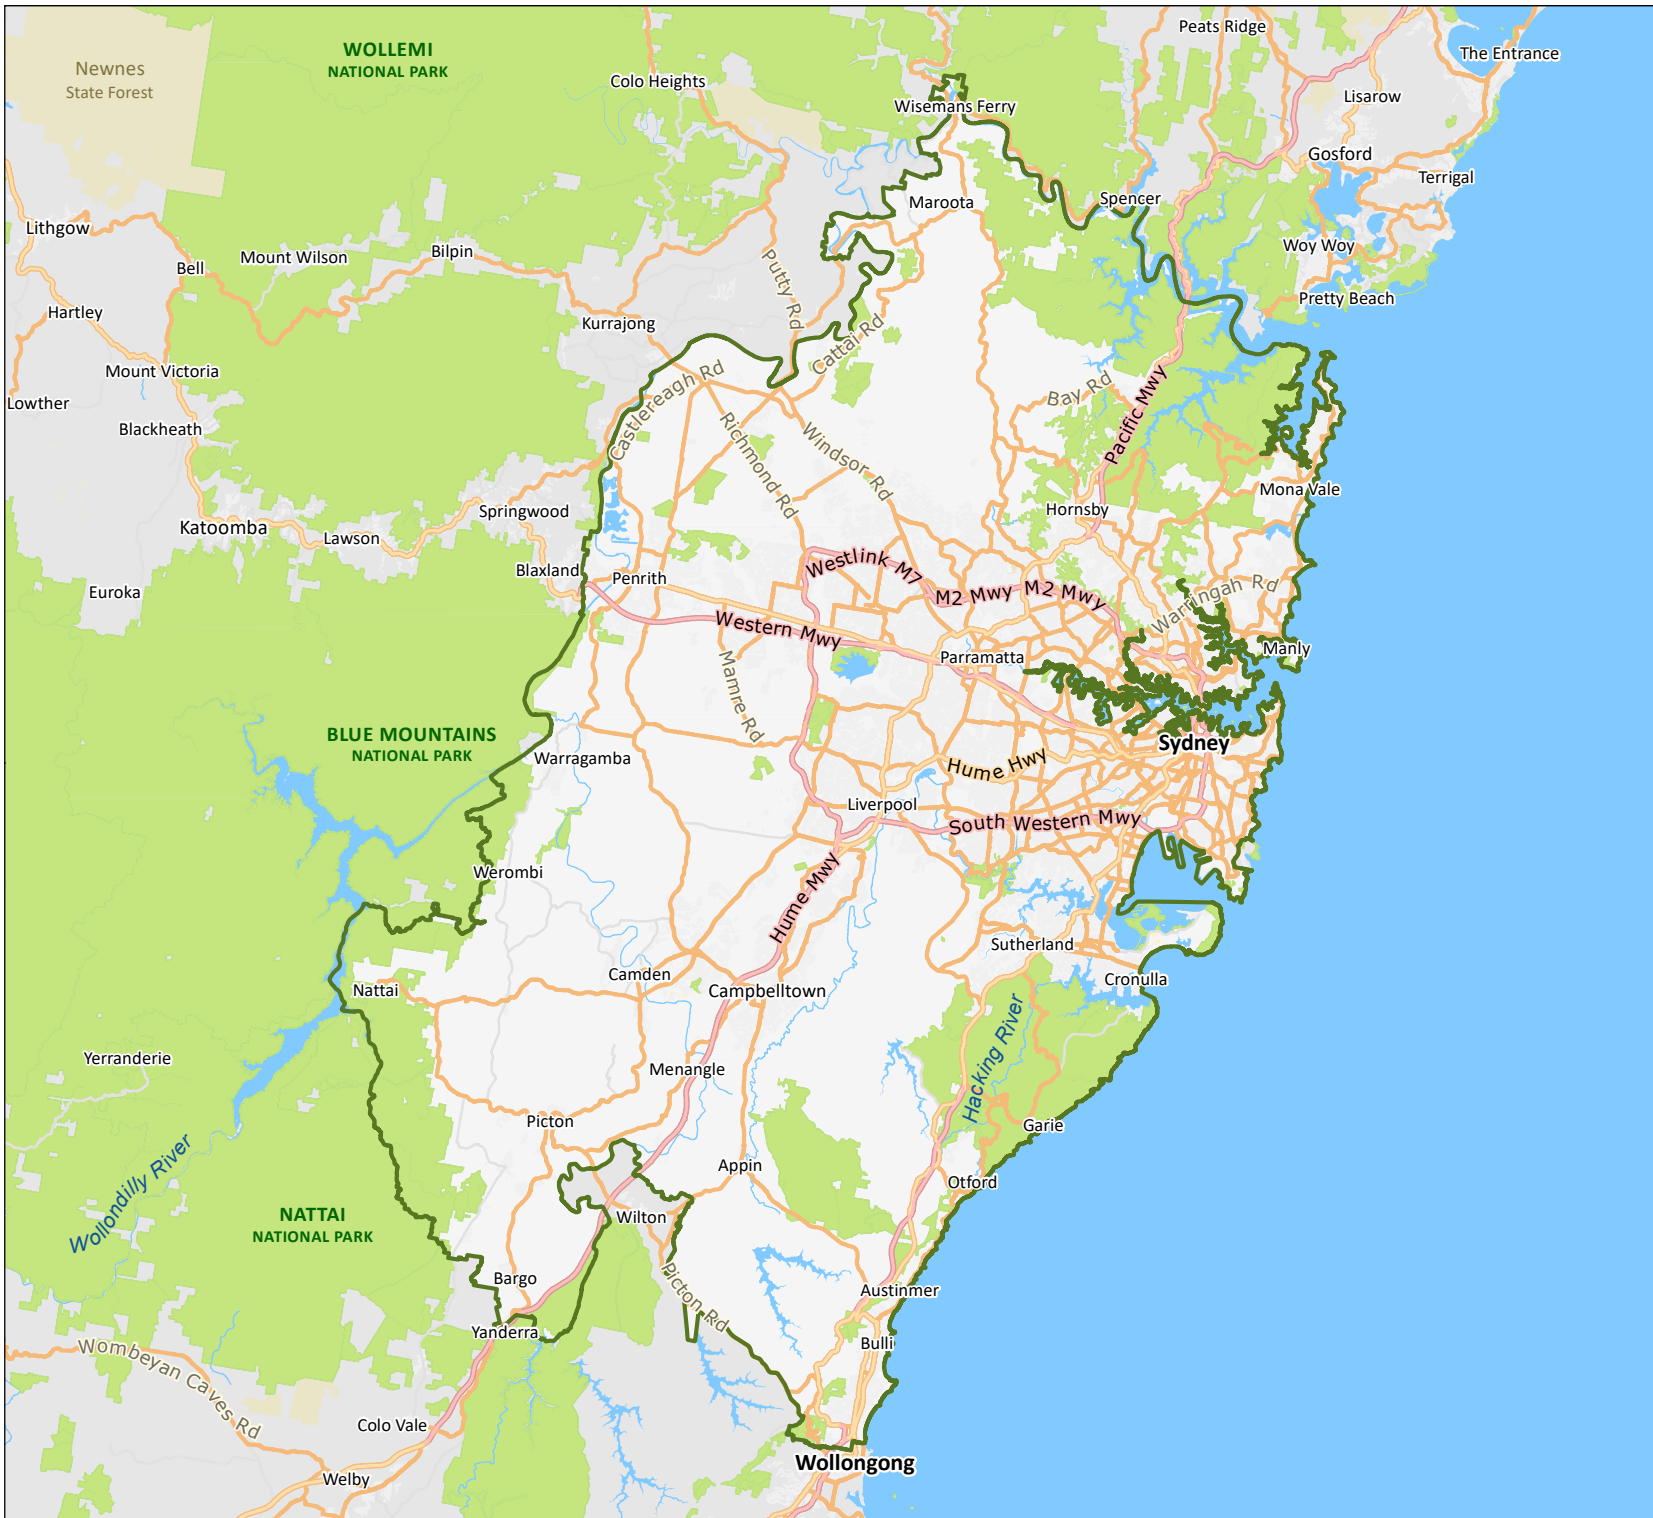 Peats Ridge
WOLLEMI
NATIONAL PARK
The Entrance
Newnes
State Forest
Colo Heights
Lisarow
Wisemans Ferry
Gosford
Terrigal
Maroota
Spencer
Lithgow
Woy Woy
Bilpin
Mount Wilson
Bell
Putty Rd
Pretty Beach
Hartley
Kurrajong
Cattai Rd
Mount Victoria
Castlereagh Rd
Bay Rd
Pacific Mwy
Lowther
Blackheath
Richmond Rd
Windsor Rd
Mona Vale
Springwood
Hornsby
Katoomba
Lawson
Blaxland
Penrith
Westlink M7
Euroka
M2 Mwy
M2 Mwy
Warringah Rd
Western Mwy
Manly
Parramatta
Mamre Rd
BLUE MOUNTAINS
NATIONAL PARK
Sydney
Warragamba
Hume Hwy
Liverpool
South Western Mwy
Werombi
Hume Mwy
Sutherland
Camden
Cronulla
Nattai
Campbelltown
Hacking River
Yerranderie
Menangle
Picton
Garie
Appin
Otford
Wollondilly River
NATTAI
NATIONAL PARK
Wilton
Bargo
Picton Rd
Austinmer
Yanderra
Bulli
Wombeyan Caves Rd
Colo Vale
Wollongong
Welby